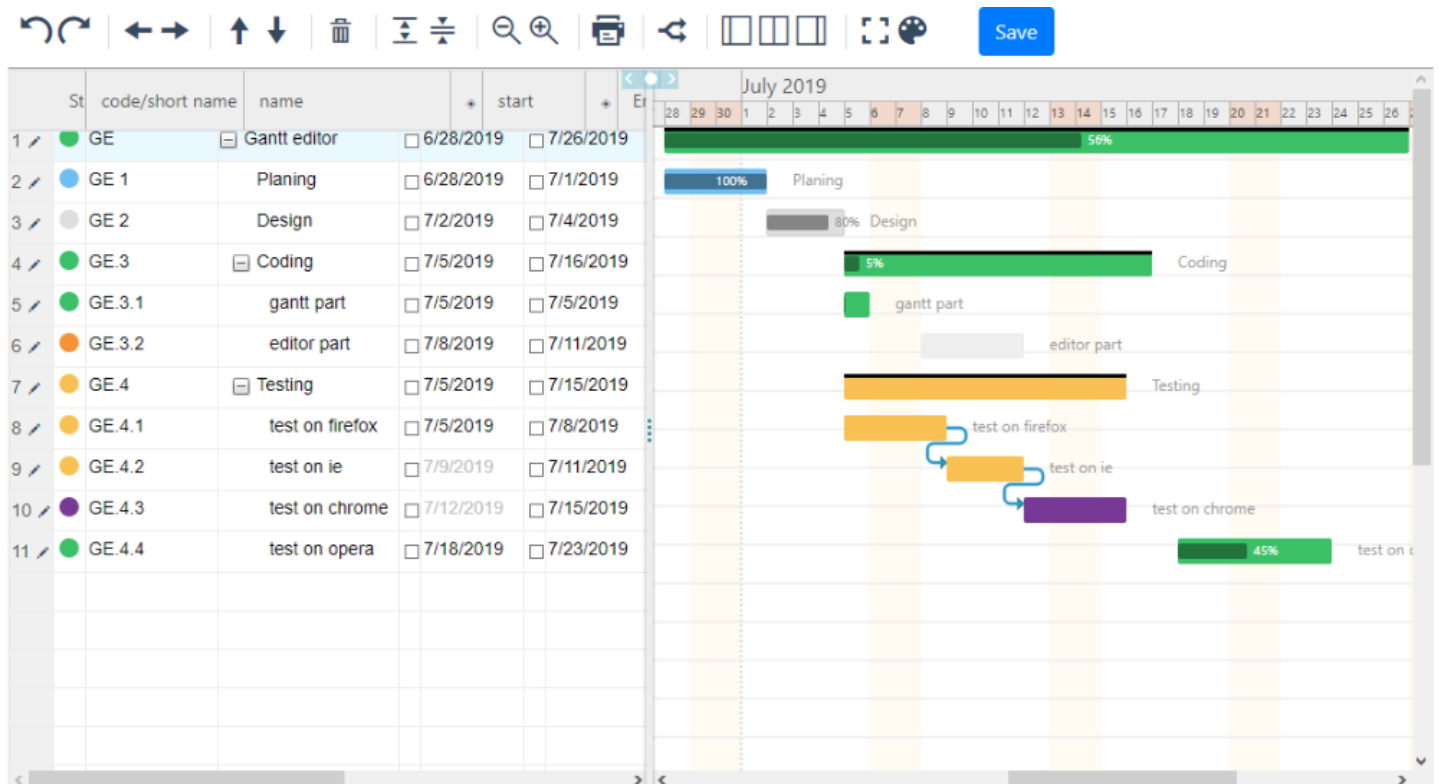 Save
July 2019
St code/short name name start En
28 29 30 1 2 3 4 5 6 7 8 9 10 11 12 13 14 15 16 17 18 19 20 21 22 23 24 25 26
1 GE Gantt editor 6/28/2019 7/26/2019 56%
2 GE 1 Planing 6/28/2019 7/1/2019 100% Planing
3 GE 2 Design 7/2/2019 7/4/2019 80% Design
4 GE.3 Coding 7/5/2019 7/16/2019 5% Coding
5 GE.3.1 gantt part 7/5/2019 7/5/2019 gantt part
6 GE.3.2 editor part 7/8/2019 7/11/2019 editor part
7 GE.4 Testing 7/5/2019 7/15/2019 Testing
8 GE.4.1 test on firefox 7/5/2019 7/8/2019 test on firefox
9 GE.4.2 test on ie 7/9/2019 7/11/2019 test on ie
10 GE.4.3 test on chrome 7/12/2019 7/15/2019 test on chrome
11 GE.4.4 test on opera 7/18/2019 7/23/2019 45% test on